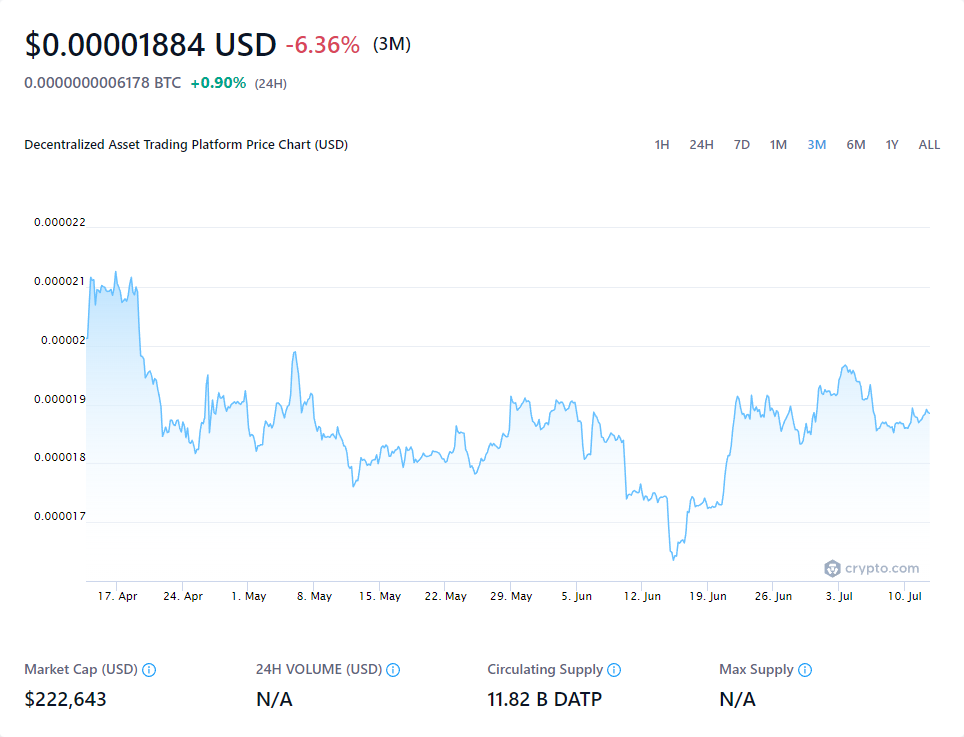 $0.00001884 USD -6.36% (3M)
0.0000000006178 BTC +0.90% (24H)
Decentralized Asset Trading Platform Price Chart (USD) 1H 24H 7D 1M 3M 6M 1Y ALL
0.000022
0.000021
0.00002
0.000019
0.000018
0.000017
crypto.com
17. Apr 24. Apr 1. May 8. May 15. May 22. May 29. May 5. Jun 12. Jun 19. Jun 26. Jun 3. Jul 10. Jul
Market Cap (USD) 24H VOLUME (USD) Circulating Supply Max Supply
$222,643 N/A 11.82 B DATP N/A